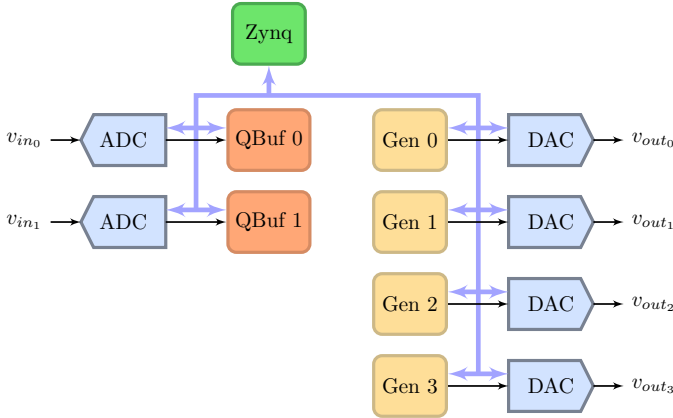 Zynq
v_{in_0} ADC QBuf 0 Gen 0 DAC v_{out_0}
v_{in_1} ADC QBuf 1 Gen 1 DAC v_{out_1}
Gen 2 DAC v_{out_2}
Gen 3 DAC v_{out_3}